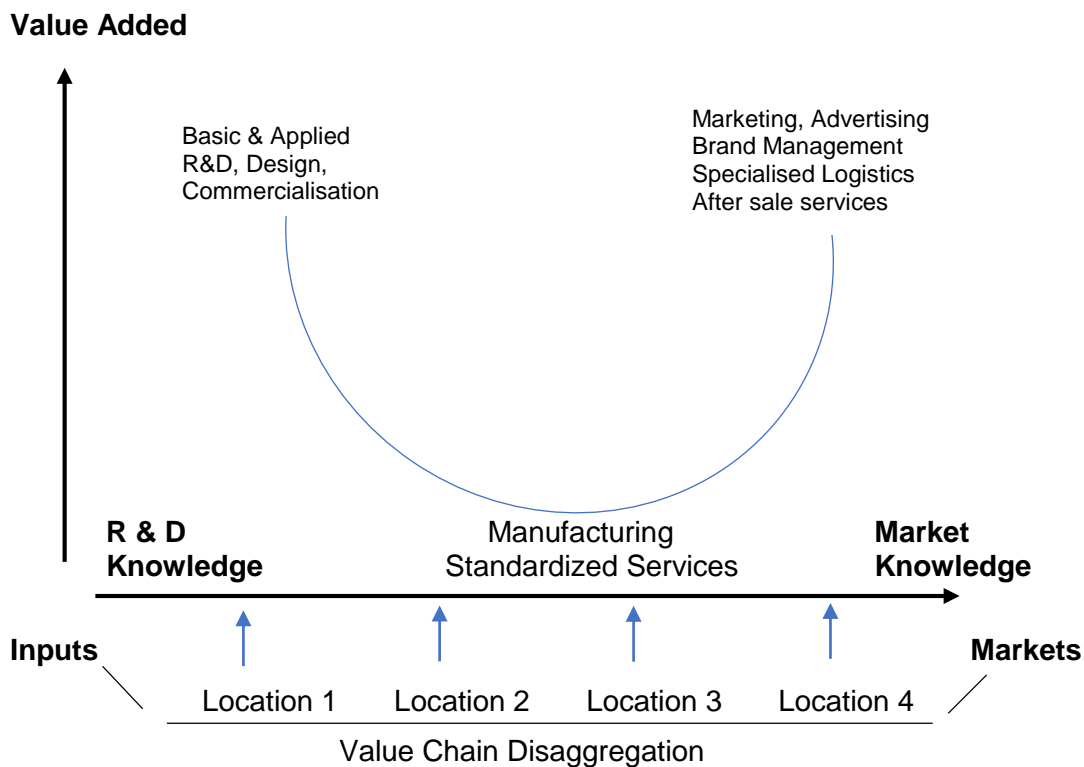 Value Added
Basic & Applied
R&D, Design,
Commercialisation
Marketing, Advertising
Brand Management
Specialised Logistics
After sale services
R & D
Knowledge
Manufacturing
Standardized Services
Market
Knowledge
Inputs
Markets
Location 1
Location 2
Location 3
Location 4
Value Chain Disaggregation